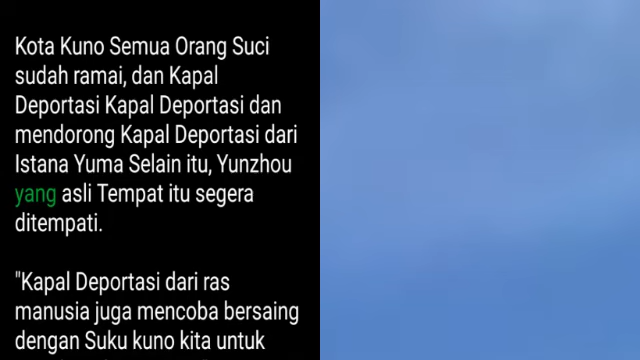 Kota Kuno Semua Orang Suci
sudah ramai, dan Kapal
Deportasi Kapal Deportasi dan
mendorong Kapal Deportasi dari
Istana Yuma Selain itu, Yunzhou
yang asli Tempat itu segera
ditempati.
"Kapal Deportasi dari ras
manusia juga mencoba bersaing
dengan Suku kuno kita untuk